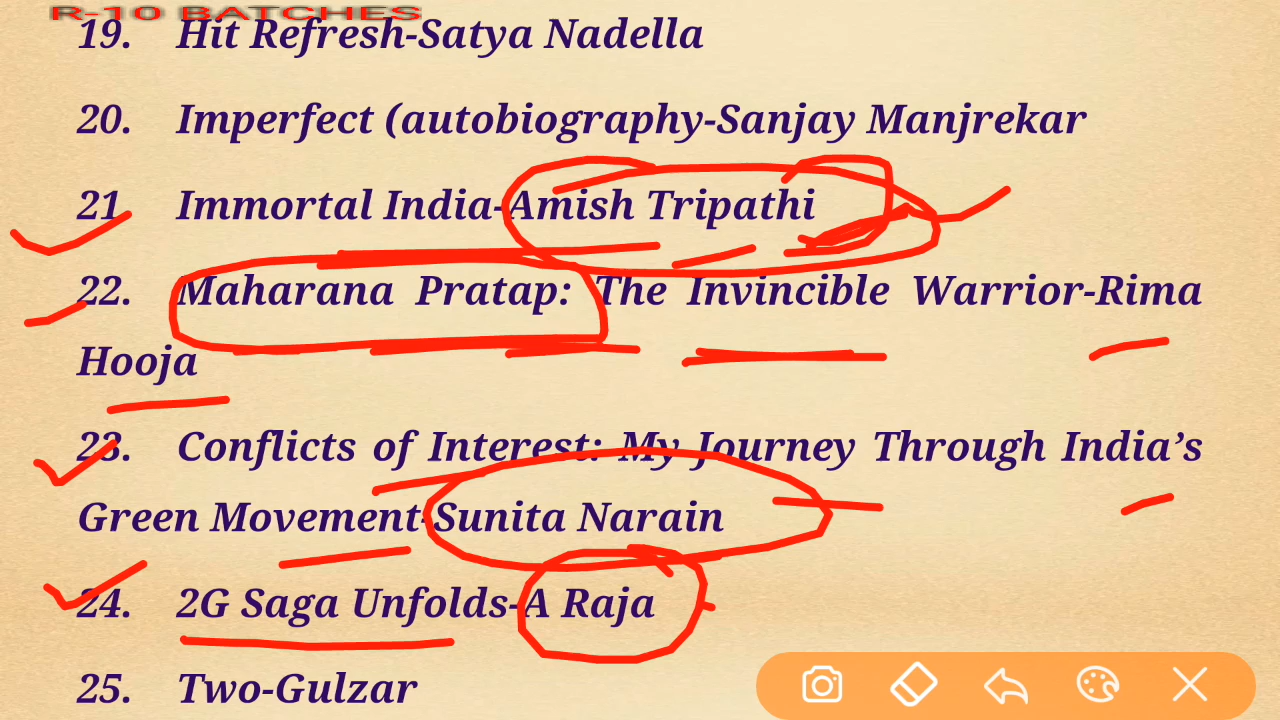 R-10 BATCHES
19. Hit Refresh-Satya Nadella
20. Imperfect (autobiography-Sanjay Manjrekar
21 Immortal India-Amish Tripathi
22. Maharana Pratap: The Invincible Warrior-Rima
Hooja
23. Conflicts of Interest: My Journey Through India’s
Green Movement-Sunita Narain
24. 2G Saga Unfolds-A Raja
25. Two-Gulzar